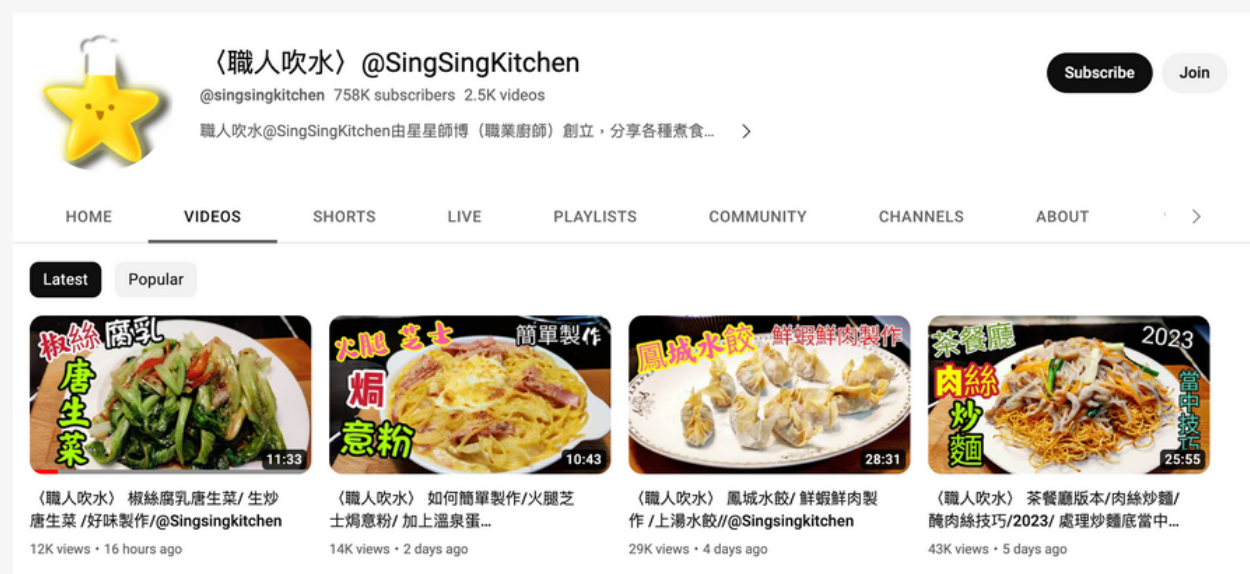 〈職人吹水〉@SingSingKitchen
@singsingkitchen 758K subscribers 2.5K videos
職人吹水@SingSingKitchen由星星師博（職業廚師）創立，分享各種煮食...
Subscribe
Join
HOME
VIDEOS
SHORTS
LIVE
PLAYLISTS
COMMUNITY
CHANNELS
ABOUT
Latest
Popular
椒絲腐乳
唐生菜
11:33
〈職人吹水〉 椒絲腐乳唐生菜/ 生炒
唐生菜 /好味製作/@Singsingkitchen
12K views • 16 hours ago
火腿 芝士
簡單製作
焗
意粉
10:43
〈職人吹水〉 如何簡單製作/火腿芝
士焗意粉/ 加上溫泉蛋...
14K views • 2 days ago
鳳城水餃
鮮蝦鮮肉製作
28:31
〈職人吹水〉 鳳城水餃/ 鮮蝦鮮肉製
作 /上湯水餃//@Singsingkitchen
29K views • 4 days ago
茶餐廳
2023
肉絲
炒麵
當中技巧
25:55
〈職人吹水〉 茶餐廳版本/肉絲炒麵/
醃肉絲技巧/2023/ 處理炒麵底當中...
43K views • 5 days ago